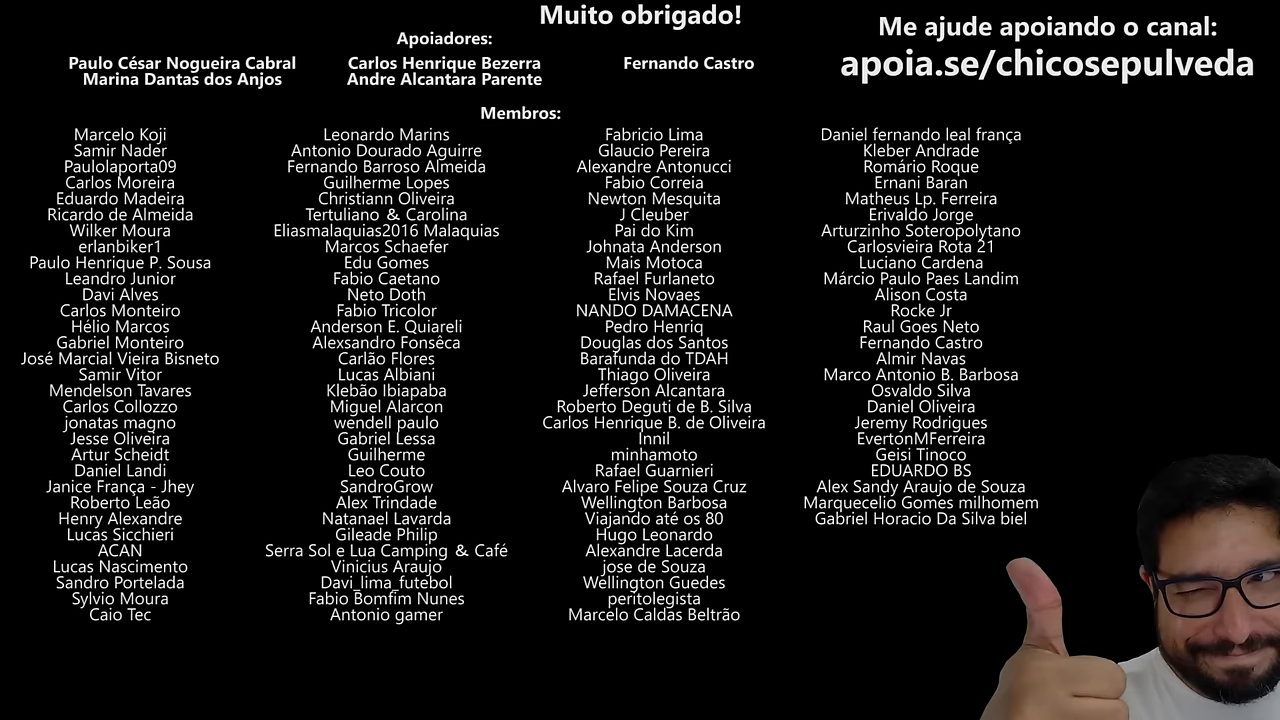 Muito obrigado!
Me ajude apoiando o canal:
apoia.se/chicosepulveda
Apoiadores:
Paulo César Nogueira Cabral
Marina Dantas dos Anjos
Carlos Henrique Bezerra
Andre Alcantara Parente
Fernando Castro
Membros:
Marcelo Koji
Samir Nader
Paulolaporta09
Carlos Moreira
Eduardo Madeira
Ricardo de Almeida
Wilker Moura
erlanbiker1
Paulo Henrique P. Sousa
Leandro Junior
Davi Alves
Carlos Monteiro
Hélio Marcos
Gabriel Monteiro
José Marcial Vieira Bisneto
Samir Vitor
Mendelson Tavares
Carlos Collozzo
jonatas magno
Jesse Oliveira
Artur Scheidt
Daniel Landi
Janice França - Jhey
Roberto Leão
Henry Alexandre
Lucas Sicchieri
ACAN
Lucas Nascimento
Sandro Portelada
Sylvio Moura
Caio Tec
Leonardo Marins
Antonio Dourado Aguirre
Fernando Barroso Almeida
Guilherme Lopes
Christiann Oliveira
Tertuliano & Carolina
Eliasmalaquias2016 Malaquias
Marcos Schaefer
Edu Gomes
Fabio Caetano
Neto Doth
Fabio Tricolor
Anderson E. Quiareli
Alexsandro Fonsêca
Carlão Flores
Lucas Albiani
Klebão Ibiapaba
Miguel Alarcon
wendell paulo
Gabriel Lessa
Guilherme
Leo Couto
SandroGrow
Alex Trindade
Natanael Lavarda
Gileade Philip
Serra Sol e Lua Camping & Café
Vinicius Araujo
Davi_lima_futebol
Fabio Bomfim Nunes
Antonio gamer
Fabricio Lima
Glaucio Pereira
Alexandre Antonucci
Fabio Correia
Newton Mesquita
J Cleuber
Pai do Kim
Johnata Anderson
Mais Motoca
Rafael Furlaneto
Elvis Novaes
NANDO DAMACENA
Pedro Henriq
Douglas dos Santos
Barafunda do TDAH
Thiago Oliveira
Jefferson Alcantara
Roberto Deguti de B. Silva
Carlos Henrique B. de Oliveira
Innil
minhamoto
Rafael Guarnieri
Alvaro Felipe Souza Cruz
Wellington Barbosa
Viajando até os 80
Hugo Leonardo
Alexandre Lacerda
jose de Souza
Wellington Guedes
peritolegista
Marcelo Caldas Beltrão
Daniel fernando leal frança
Kleber Andrade
Romário Roque
Ernani Baran
Matheus Lp. Ferreira
Erivaldo Jorge
Arturzinho Soteropolytano
Carlosvieira Rota 21
Luciano Cardena
Márcio Paulo Paes Landim
Alison Costa
Rocke Jr
Raul Goes Neto
Fernando Castro
Almir Navas
Marco Antonio B. Barbosa
Osvaldo Silva
Daniel Oliveira
Jeremy Rodrigues
EvertonMFerreira
Geisi Tinoco
EDUARDO BS
Alex Sandy Araujo de Souza
Marquecelio Gomes milhomem
Gabriel Horacio Da Silva biel